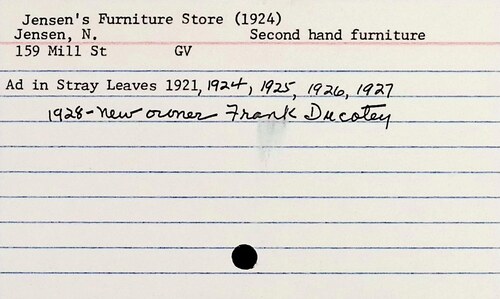 Jensen's Furniture Store (1924)
Jensen, N. Second hand furniture
159 Mill St GV
Ad in Stray Leaves 1921, 1924, 1925, 1926, 1927
1928-new owner Frank Ducotey